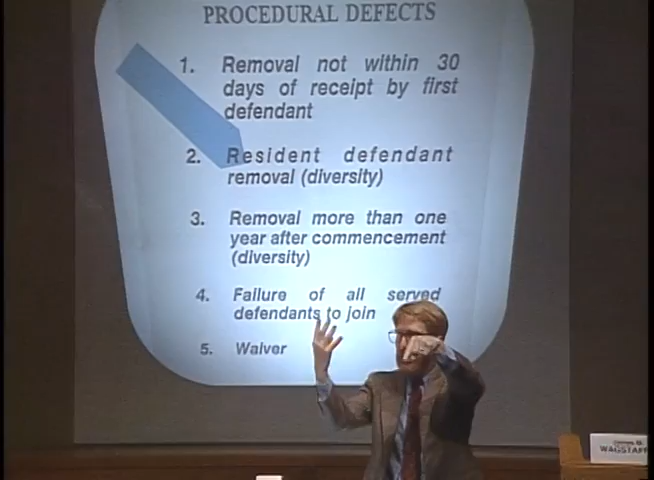 PROCEDURAL DEFECTS
1. Removal not within 30
days of receipt by first
defendant
2. Resident defendant
removal (diversity)
3. Removal more than one
year after commencement
(diversity)
4. Failure of all served
defendants to join
5. Waiver
WAGSTAFF